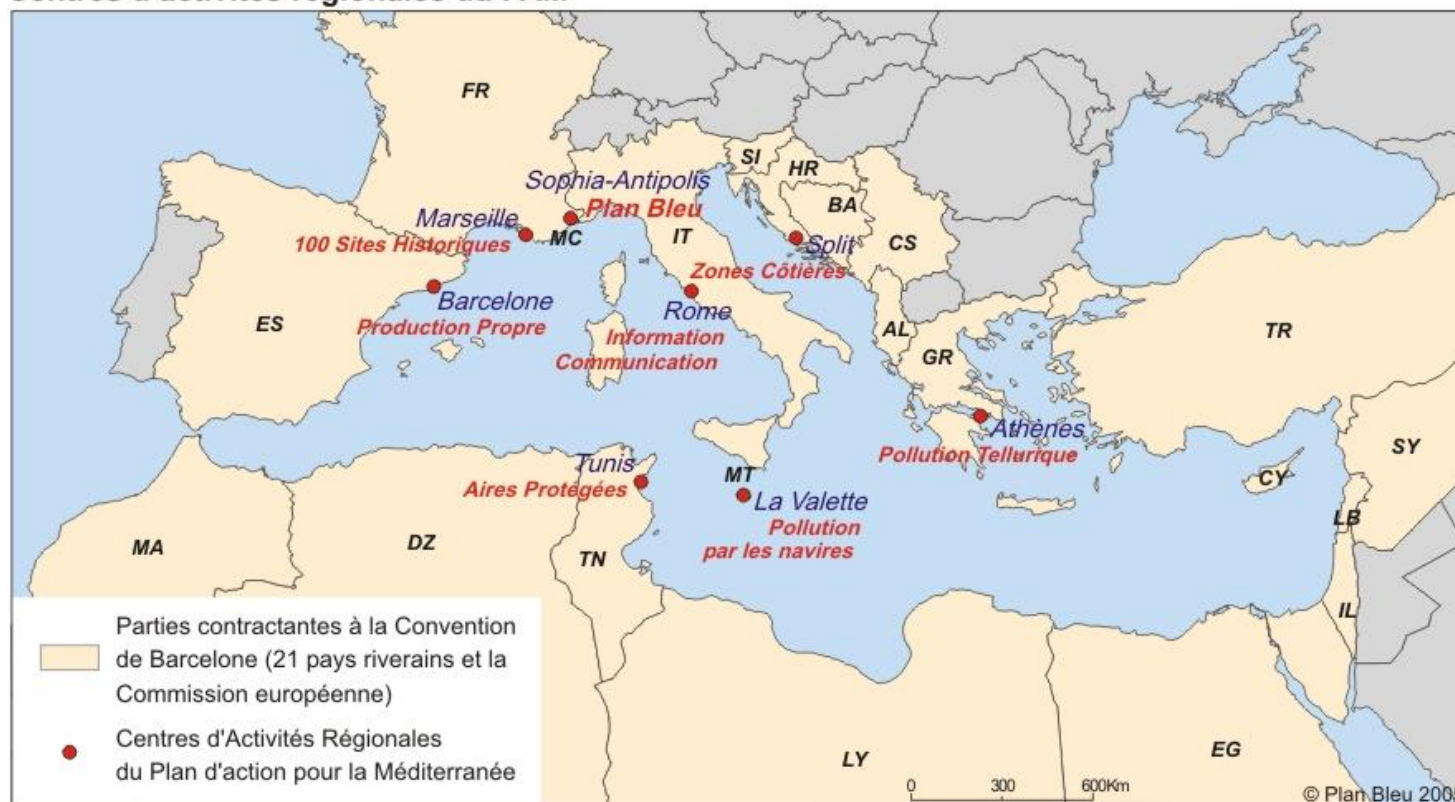 FR
SI
HR
Sophia-Antipolis
Plan Bleu
BA
Marseille
MC
IT
Split
CS
100 Sites Historiques
Zones Côtières
Barcelone
Rome
ES
Production Propre
Information
Communication
AL
GR
TR
Athènes
Pollution Tellurique
SY
Tunis
MT
CY
Aires Protégées
La Valette
LB
Pollution
par les navires
MA
DZ
TN
IL
Parties contractantes à la Convention
de Barcelone (21 pays riverains et la
Commission européenne)
Centres d'Activités Régionales
du Plan d'action pour la Méditerranée
LY
EG
0 300 600Km
© Plan Bleu 200